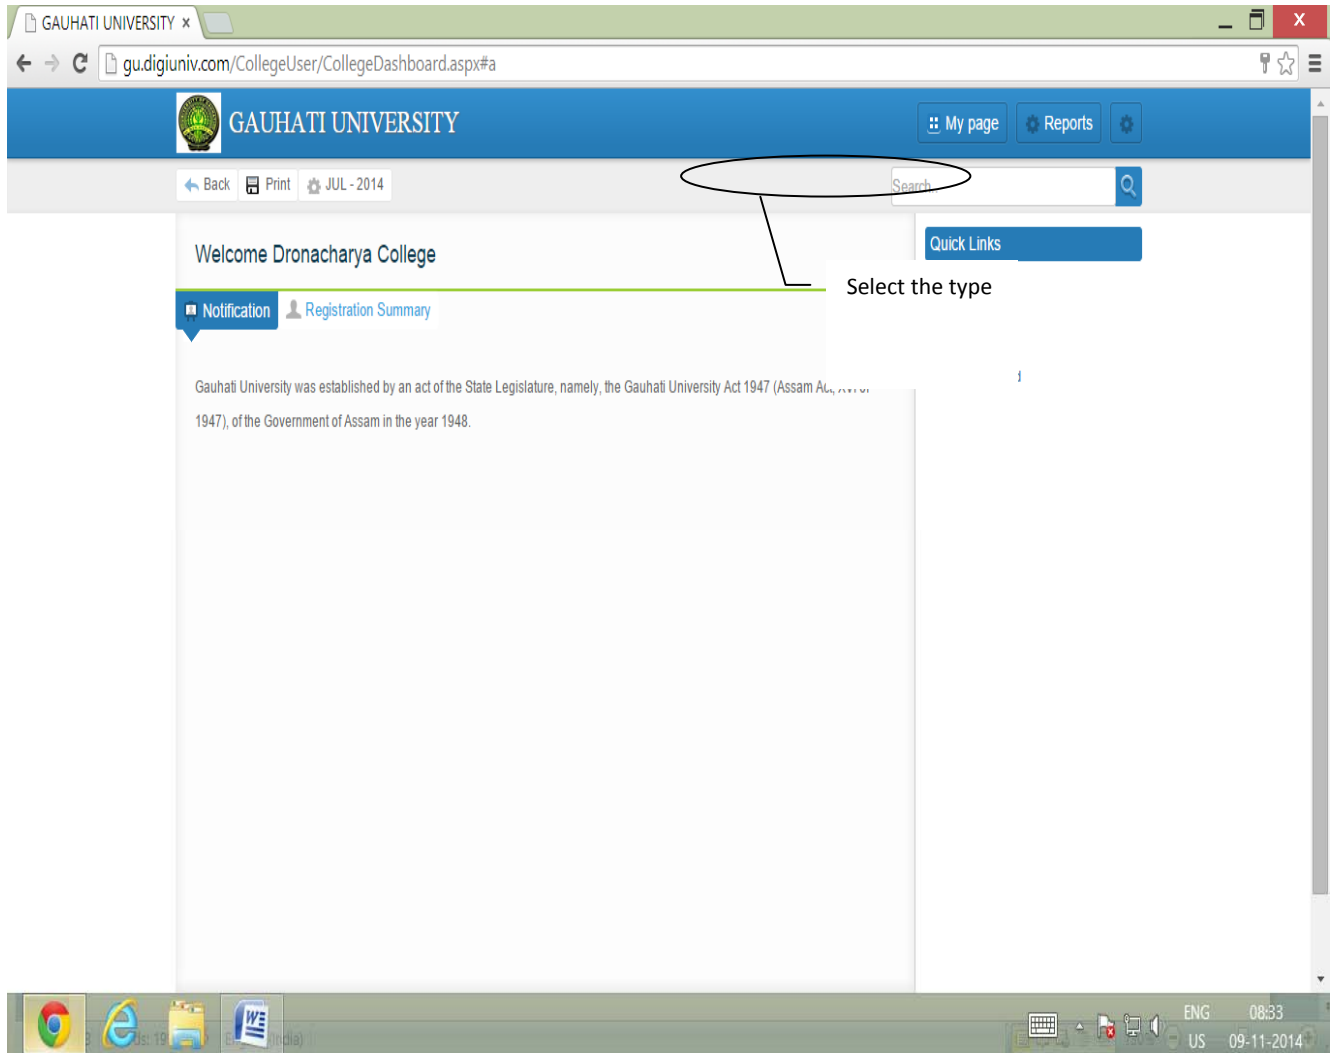 GAUHATI UNIVERSITY
gu.digiuniv.com/CollegeUser/CollegeDashboard.aspx#a
GAUHATI UNIVERSITY
My page
Reports
Back
Print
JUL - 2014
Search...
Welcome Dronacharya College
Quick Links
Select the type
Notification
Registration Summary
Gauhati University was established by an act of the State Legislature, namely, the Gauhati University Act 1947 (Assam Act, XVI of
1947), of the Government of Assam in the year 1948.
ENG 08:33
US 09-11-2014